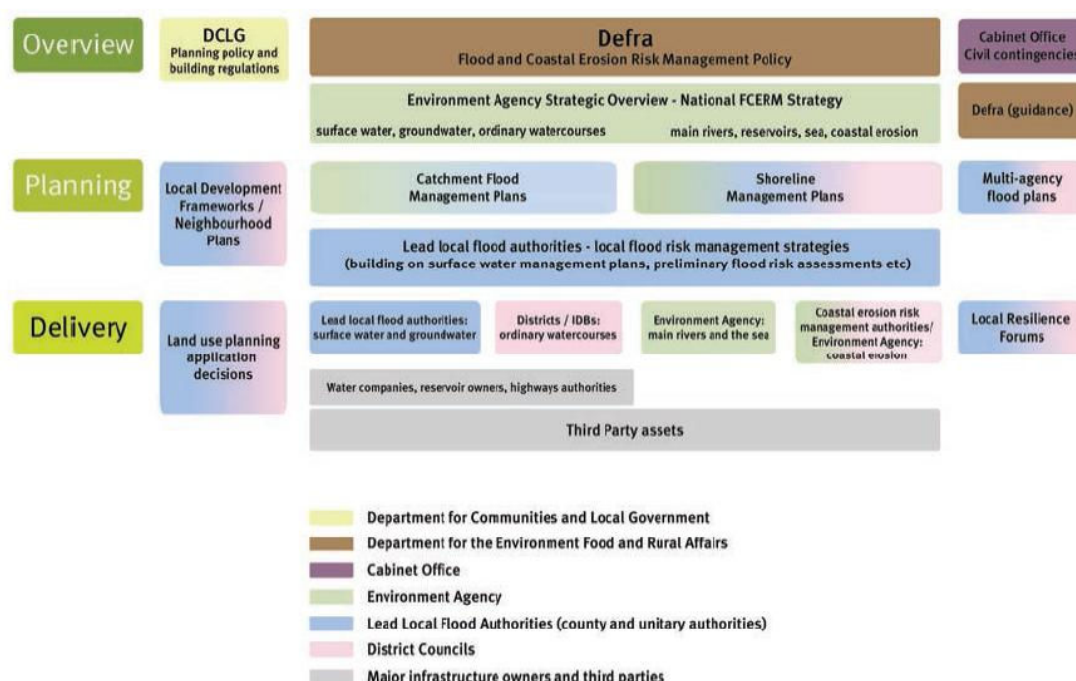 Overview
DCLG
Planning policy and
building regulations
Defra
Flood and Coastal Erosion Risk Management Policy
Cabinet Office
Civil contingencies
Environment Agency Strategic Overview - National FCERM Strategy
surface water, groundwater, ordinary watercourses
main rivers, reservoirs, sea, coastal erosion
Defra (guidance)
Planning
Local Development
Frameworks /
Neighbourhood
Plans
Catchment Flood
Management Plans
Shoreline
Management Plans
Multi-agency
flood plans
Lead local flood authorities - local flood risk management strategies
(building on surface water management plans, preliminary flood risk assessments etc)
Delivery
Land use planning
application
decisions
Lead local flood authorities:
surface water and groundwater
Districts / IDBs:
ordinary watercourses
Environment Agency:
main rivers and the sea
Coastal erosion risk
management authorities/
Environment Agency:
coastal erosion
Local Resilience
Forums
Water companies, reservoir owners, highways authorities
Third Party assets
Department for Communities and Local Government
Department for the Environment Food and Rural Affairs
Cabinet Office
Environment Agency
Lead Local Flood Authorities (county and unitary authorities)
District Councils
Major infrastructure owners and third parties